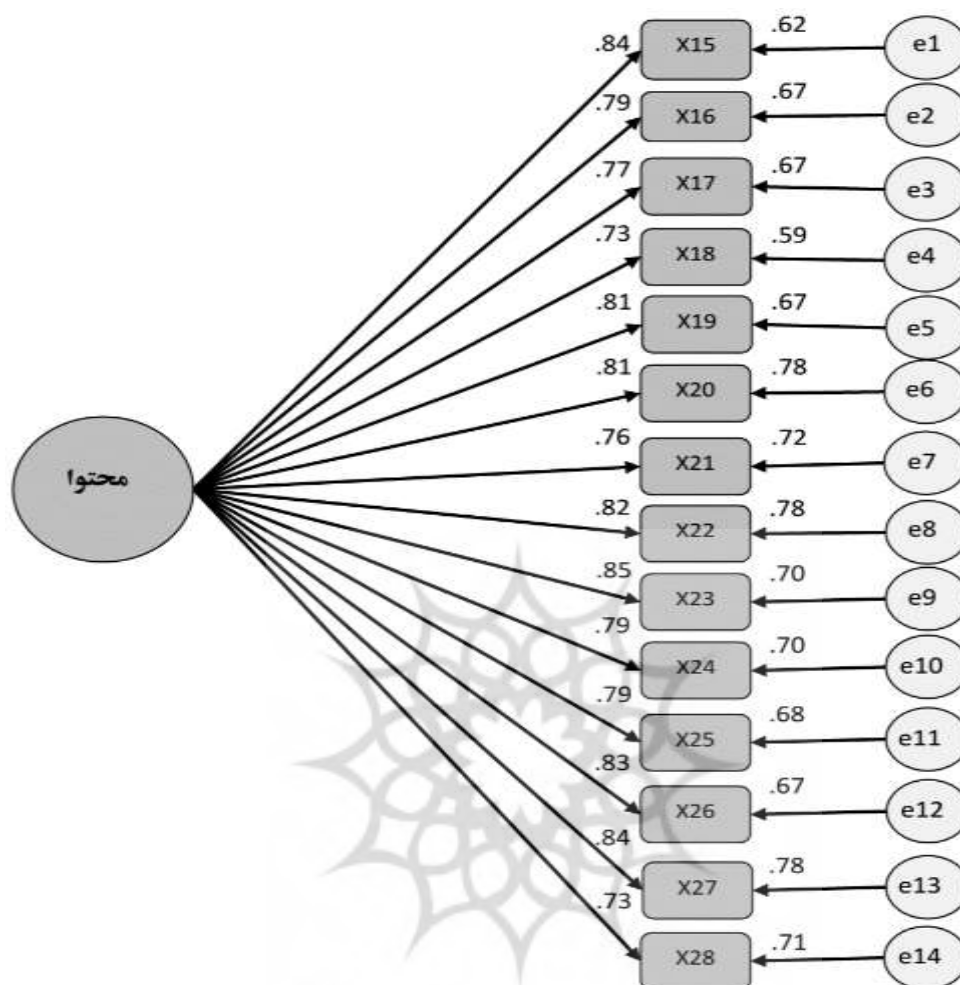 .84 X15 .62 e1
.79 X16 .67 e2
.77 X17 .67 e3
.73 X18 .59 e4
.81 X19 .67 e5
.81 X20 .78 e6
محتوا
.76 X21 .72 e7
.82 X22 .78 e8
.85 X23 .70 e9
.79 X24 .70 e10
.79 X25 .68 e11
.83 X26 .67 e12
.84 X27 .78 e13
.73 X28 .71 e14